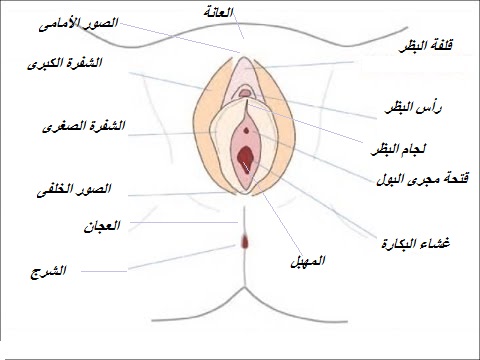 العانة
الصور الأمامى
قلفة البظر
الشفرة الكبرى
رأس البظر
الشفرة الصغرى
لجام البظر
فتحة مجرى البول
الصور الخلفى
العجان
غشاء البكارة
المهبل
الشرج